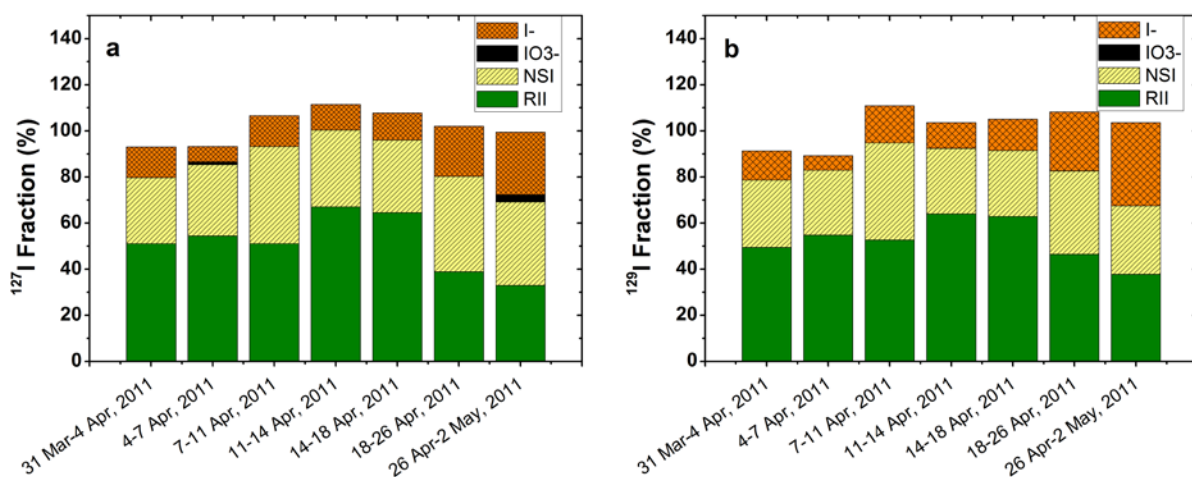 a
I-
IO3-
NSI
RII
127I Fraction (%)
140
120
100
80
60
40
20
0
31 Mar-4 Apr, 2011
4-7 Apr, 2011
7-11 Apr, 2011
11-14 Apr, 2011
14-18 Apr, 2011
18-26 Apr, 2011
26 Apr-2 May, 2011
b
I-
IO3-
NSI
RII
129I Fraction (%)
140
120
100
80
60
40
20
0
31 Mar-4 Apr, 2011
4-7 Apr, 2011
7-11 Apr, 2011
11-14 Apr, 2011
14-18 Apr, 2011
18-26 Apr, 2011
26 Apr-2 May, 2011